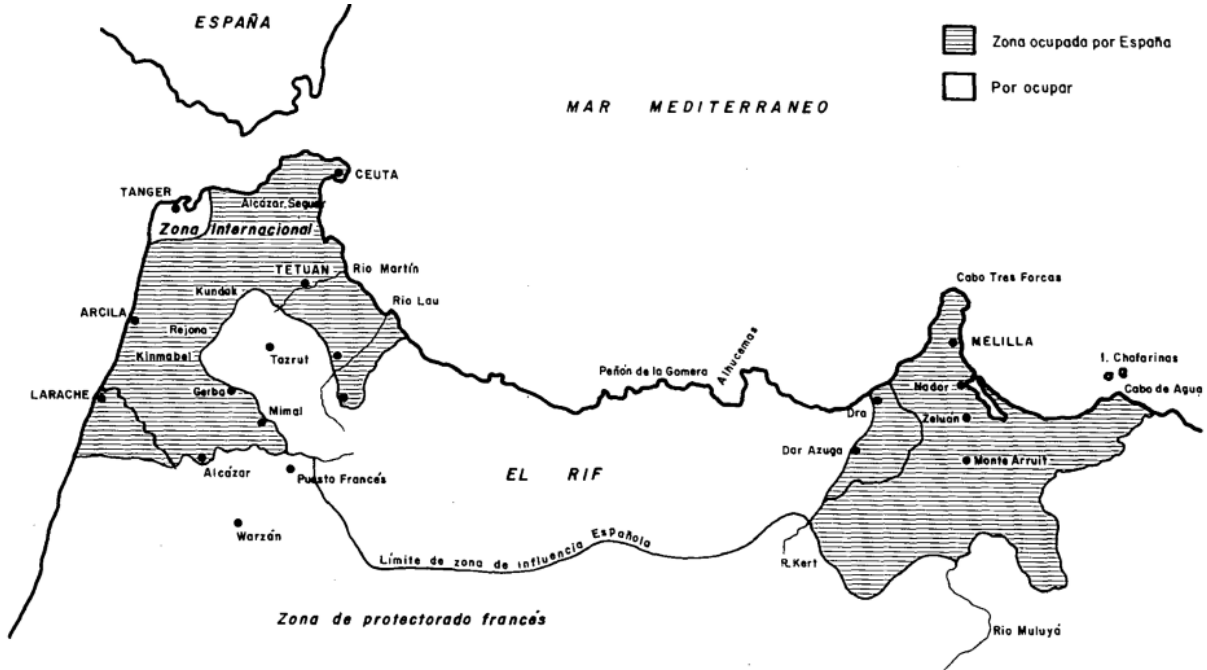 ESPAÑA
Zona ocupada por España
Por ocupar
MAR MEDITERRANEO
CEUTA
TANGER
Alcázar, Seguer
Zona Internacional
TETUAN
Rio Martín
Kundak
Rio Lau
Cabo Tres Forcas
ARCILA
Rejona
Kinmabel
Tazrut
MELILLA
Peñón de la Gomera
Alhucemas
I. Chafarinas
Cabo de Agua
LARACHE
Gerba
Nador
Dra
Mimal
Zeluán
Dar Azuga
Monte Arruit
Alcázar
Puesto Francés
EL RIF
Warzán
Límite de zona de influencia Española
R. Kert
Zona de protectorado francés
Rio Muluyá